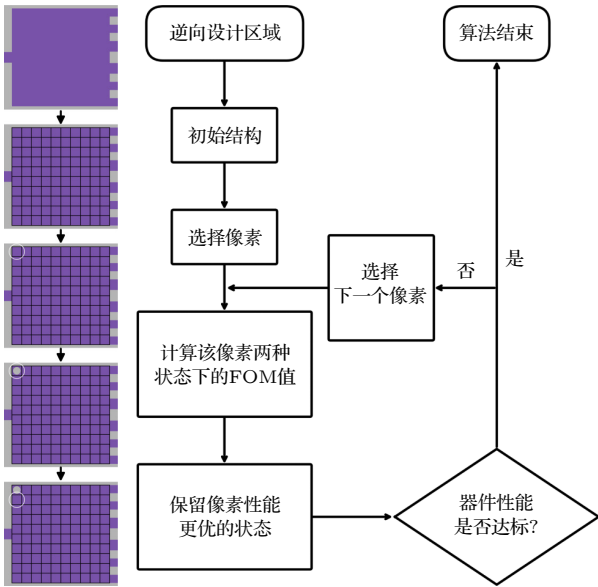 逆向设计区域
算法结束
初始结构
选择像素
选择
下一个像素
否
是
计算该像素两种
状态下的FOM值
保留像素性能
更优的状态
器件性能
是否达标?